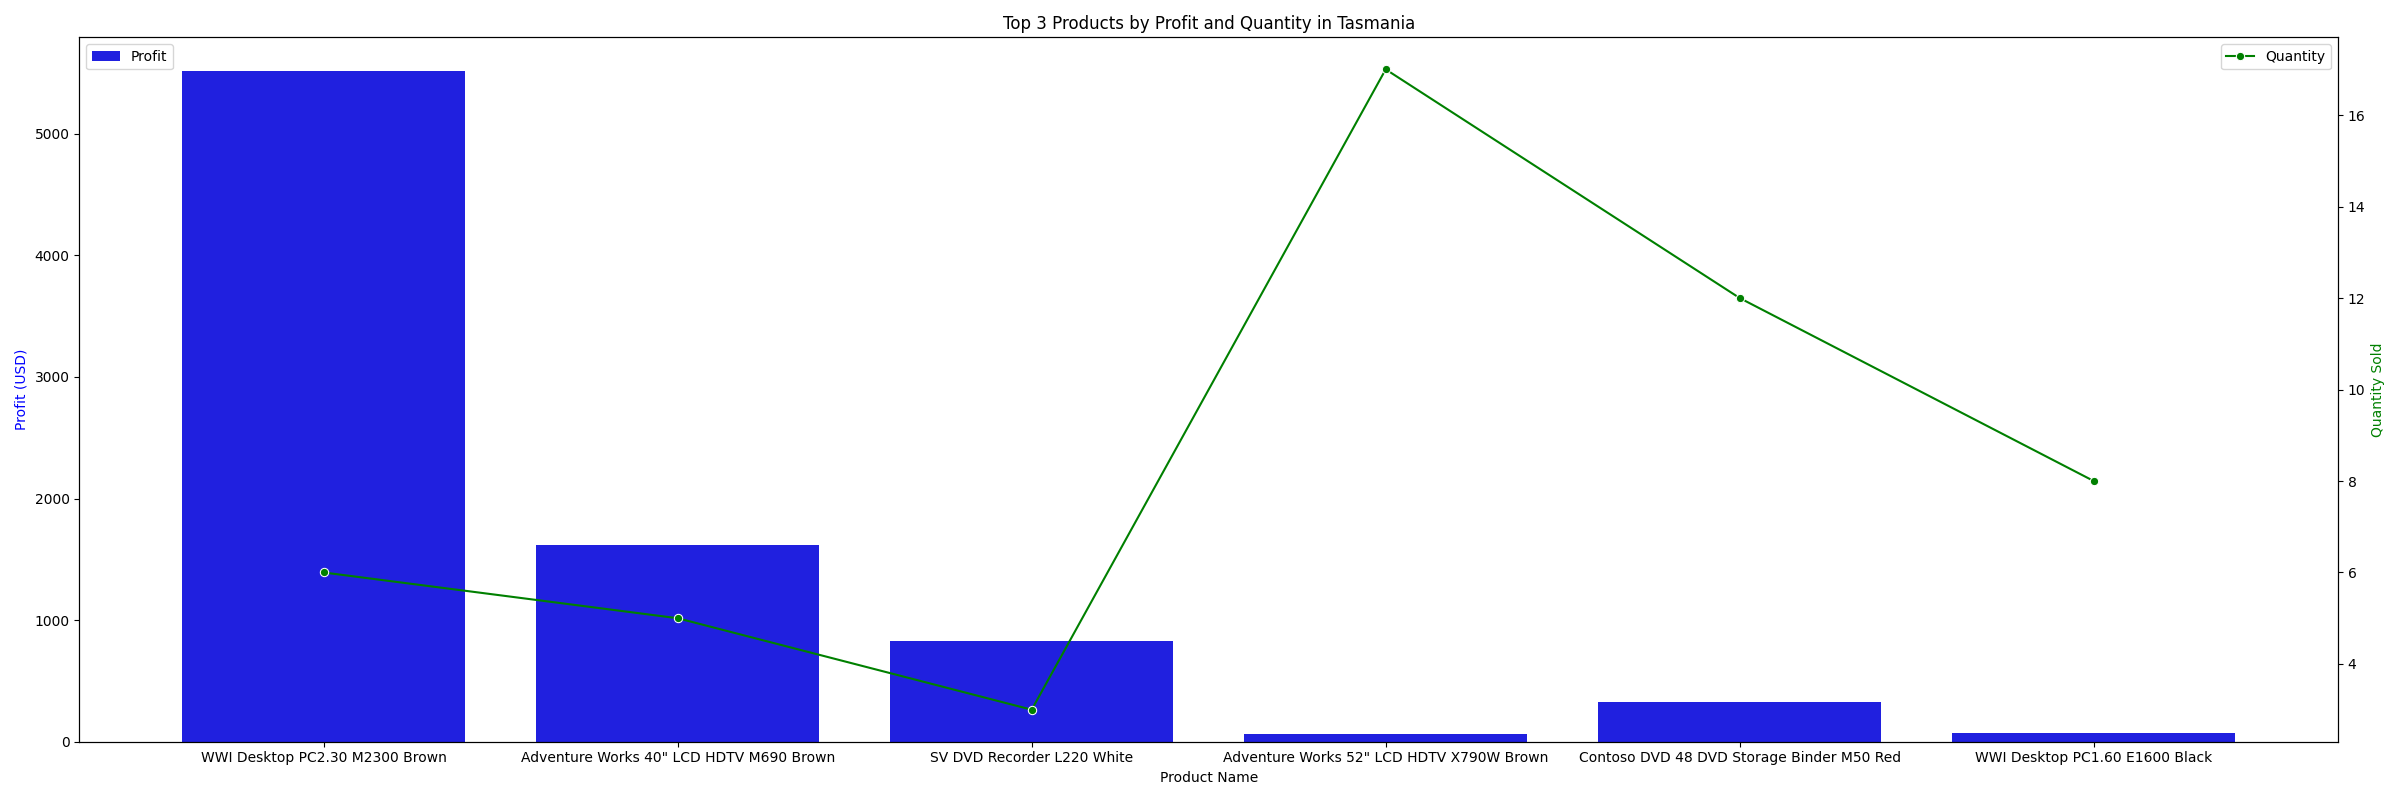 Top 3 Products by Profit and Quantity in Tasmania
Profit
Quantity
5000
4000
3000
2000
1000
0
Profit (USD)
16
14
12
10
8
6
4
Quantity Sold
WWI Desktop PC2.30 M2300 Brown
Adventure Works 40" LCD HDTV M690 Brown
SV DVD Recorder L220 White
Adventure Works 52" LCD HDTV X790W Brown
Contoso DVD 48 DVD Storage Binder M50 Red
WWI Desktop PC1.60 E1600 Black
Product Name